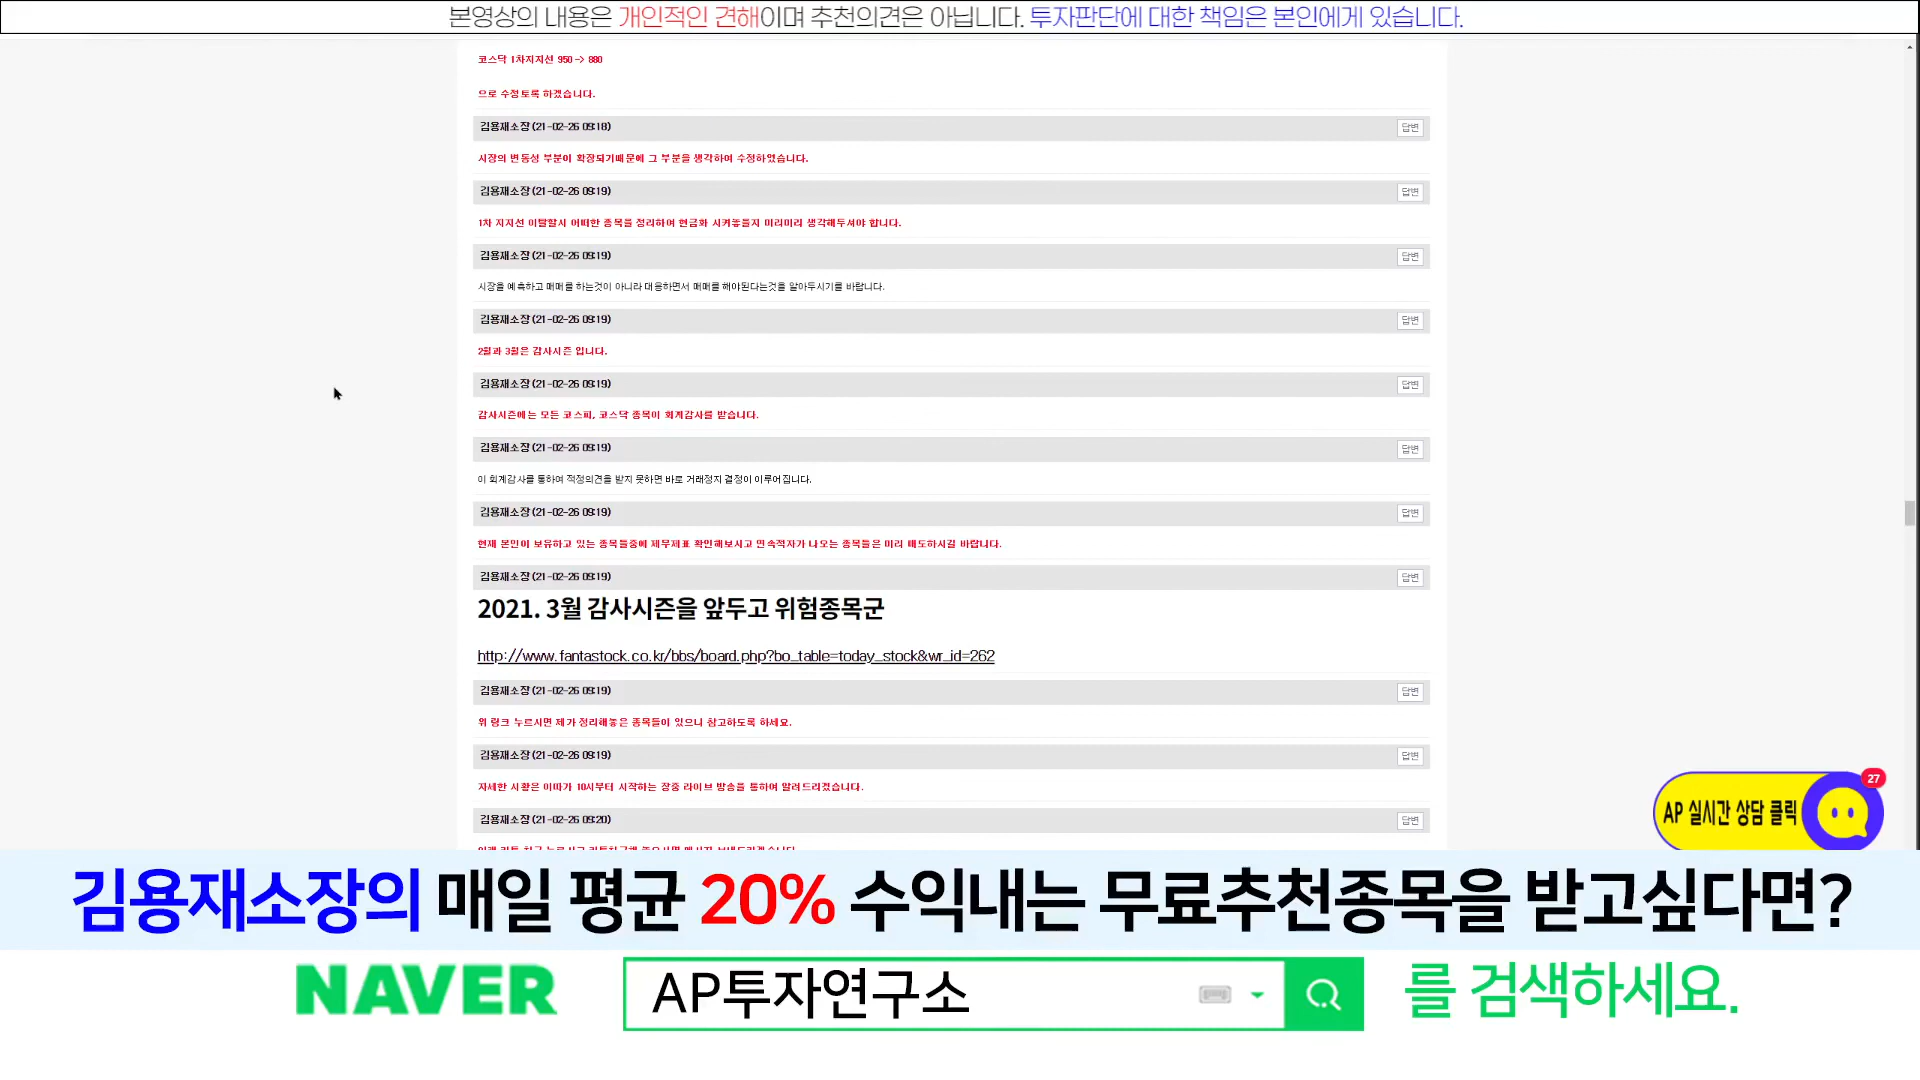 본영상의 내용은 개인적인 견해이며 추천의견은 아닙니다. 투자판단에 대한 책임은 본인에게 있습니다.
코스닥 1차지지선 950 -> 880
으로 수정토록 하겠습니다.
김용재소장 (21-02-26 09:18) 답변
시장의 변동성 부분이 확장되기때문에 그 부분을 생각하여 수정하였습니다.
김용재소장 (21-02-26 09:19) 답변
1차 지지선 이탈할시 어떠한 종목를 정리하여 현금화 시켜놓을지 미리미리 생각해두셔야 합니다.
김용재소장 (21-02-26 09:19) 답변
시장을 예측하고 매매를 하는것이 아니라 대응하면서 매매를 해야된다는것을 알아두시기를 바랍니다.
김용재소장 (21-02-26 09:19) 답변
2월과 3월은 감사시즌 입니다.
김용재소장 (21-02-26 09:19) 답변
감사시즌에는 모든 코스피, 코스닥 종목이 회계감사를 받습니다.
김용재소장 (21-02-26 09:19) 답변
이 회계감사를 통하여 적정의견을 받지 못하면 바로 거래정지 결정이 이루어집니다.
김용재소장 (21-02-26 09:19) 답변
현재 본인이 보유하고 있는 종목들중에 재무제표 확인해보시고 연속적자가 나오는 종목들은 미리 매도하시길 바랍니다.
김용재소장 (21-02-26 09:19) 답변
2021. 3월 감사시즌을 앞두고 위험종목군
http://www.fantastock.co.kr/bbs/board.php?bo_table=today_stock&wr_id=262
김용재소장 (21-02-26 09:19) 답변
위 링크 누르시면 제가 정리해놓은 종목들이 있으니 참고하도록 하세요.
김용재소장 (21-02-26 09:19) 답변
자세한 시황은 이따가 10시부터 시작하는 장중 라이브 방송을 통하여 알려드리겠습니다.
김용재소장 (21-02-26 09:20) 답변
27
AP 실시간 상담 클릭
김용재소장의 매일 평균 20% 수익내는 무료추천종목을 받고싶다면?
NAVER AP투자연구소 를 검색하세요.